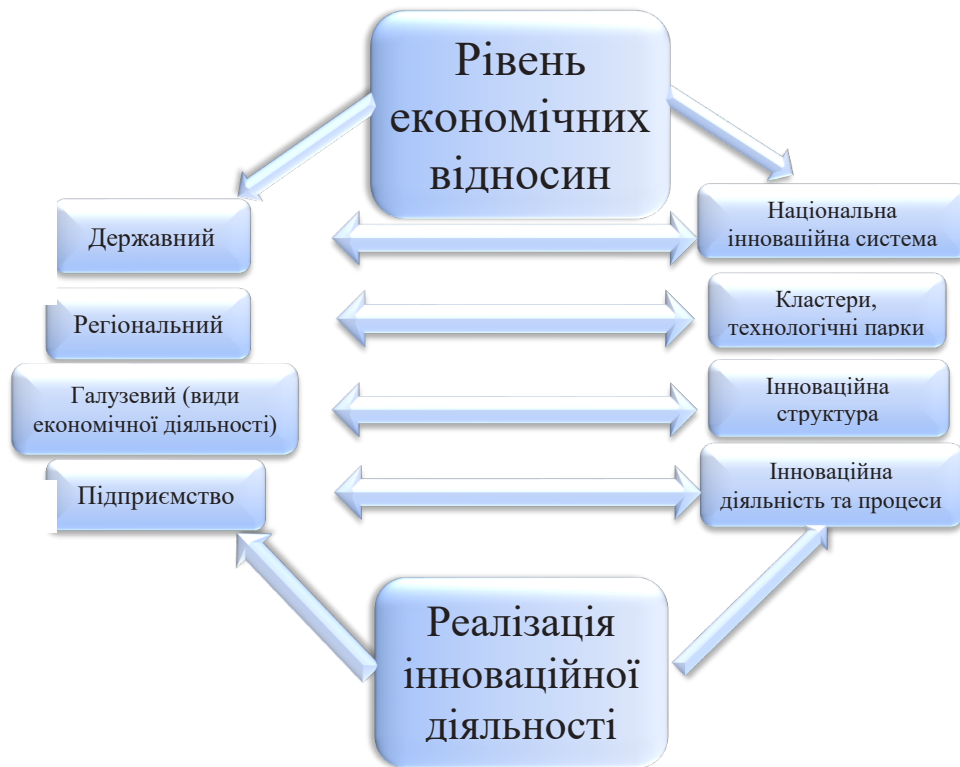 Рівень
економічних
відносин
Державний
Національна
інноваційна система
Регіональний
Кластери,
технологічні парки
Галузевий (види
економічної діяльності)
Інноваційна
структура
Підприємство
Інноваційна
діяльність та процеси
Реалізація
інноваційної
діяльності